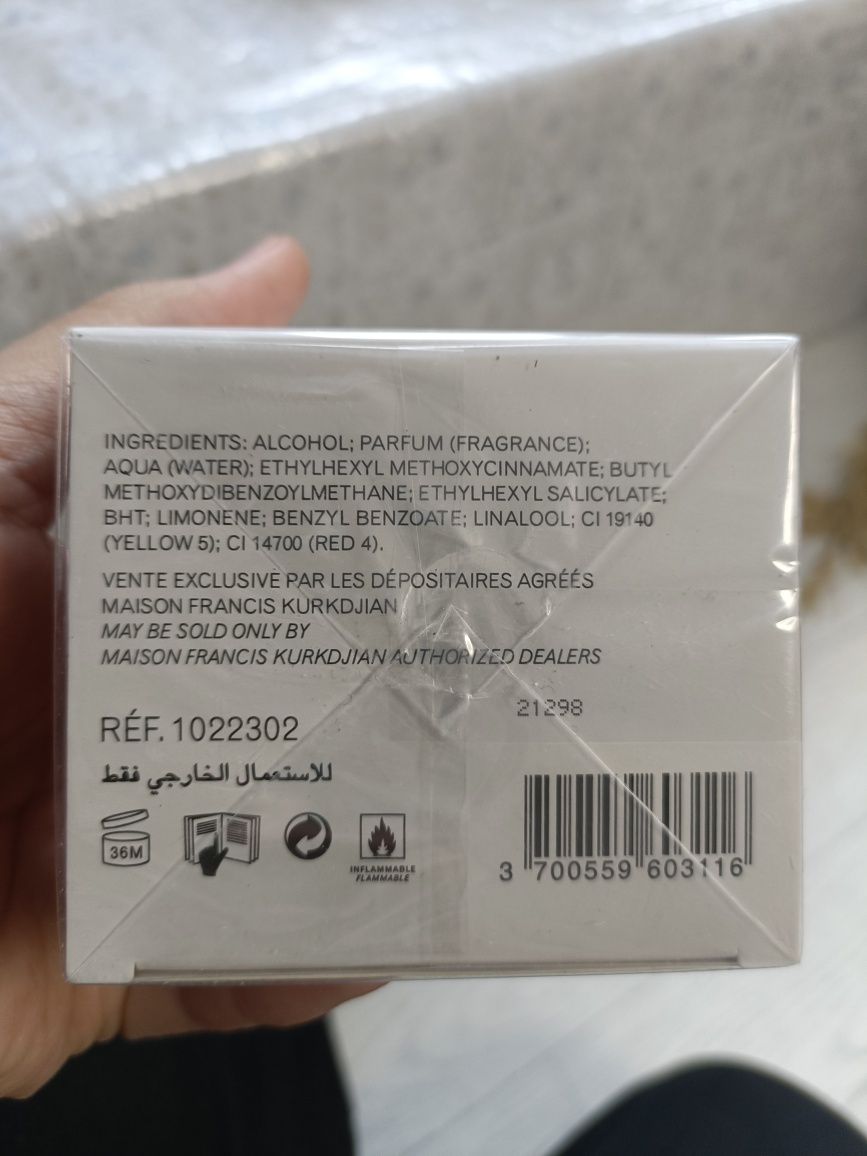 INGREDIENTS: ALCOHOL; PARFUM (FRAGRANCE);
AQUA (WATER); ETHYLHEXYL METHOXYCINNAMATE; BUTYL
METHOXYDIBENZOYLMETHANE; ETHYLHEXYL SALICYLATE;
BHT; LIMONENE; BENZYL BENZOATE; LINALOOL; CI 19140
(YELLOW 5); CI 14700 (RED 4).
VENTE EXCLUSIVE PAR LES DÉPOSITAIRES AGRÉÉS
MAISON FRANCIS KURKDJIAN
MAY BE SOLD ONLY BY
MAISON FRANCIS KURKDJIAN AUTHORIZED DEALERS
21298
RÉF. 1022302
للاستعمال الخارجي فقط
36M
INFLAMMABLE
FLAMMABLE
3 700559 603116